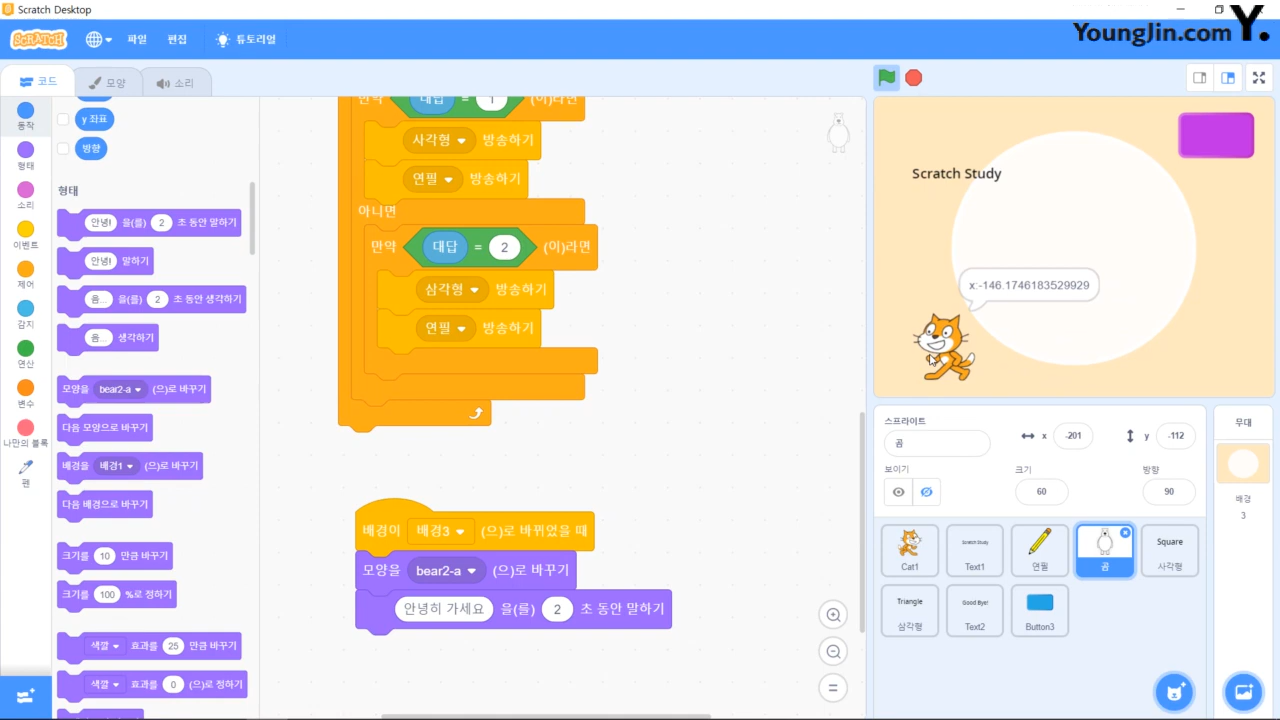 Scratch Desktop
YoungJin.com Y.
SCRATCH 파일 편집 튜토리얼
코드 모양 소리
동작
형태
소리
이벤트
제어
감지
연산
변수
나만의 블록
펜
y 좌표
방향
형태
안녕! 을(를) 2 초 동안 말하기
안녕! 말하기
음... 을(를) 2 초 동안 생각하기
음... 생각하기
모양을 bear2-a (으)로 바꾸기
다음 모양으로 바꾸기
배경을 배경1 (으)로 바꾸기
다음 배경으로 바꾸기
크기를 10 만큼 바꾸기
크기를 100 %로 정하기
색깔 효과를 25 만큼 바꾸기
색깔 효과를 0 (으)로 정하기
만약 대답 = 1 (이)라면
사각형 방송하기
연필 방송하기
아니면
만약 대답 = 2 (이)라면
삼각형 방송하기
연필 방송하기
배경이 배경3 (으)로 바뀌었을 때
모양을 bear2-a (으)로 바꾸기
안녕히 가세요 을(를) 2 초 동안 말하기
Scratch Study
x:-146.1746183529929
스프라이트
곰
x -201
y -112
보이기
크기
60
방향
90
Cat1
Scratch Study
Text1
연필
곰
Square
사각형
Triangle
삼각형
Good Bye!
Text2
Button3
무대
배경
3